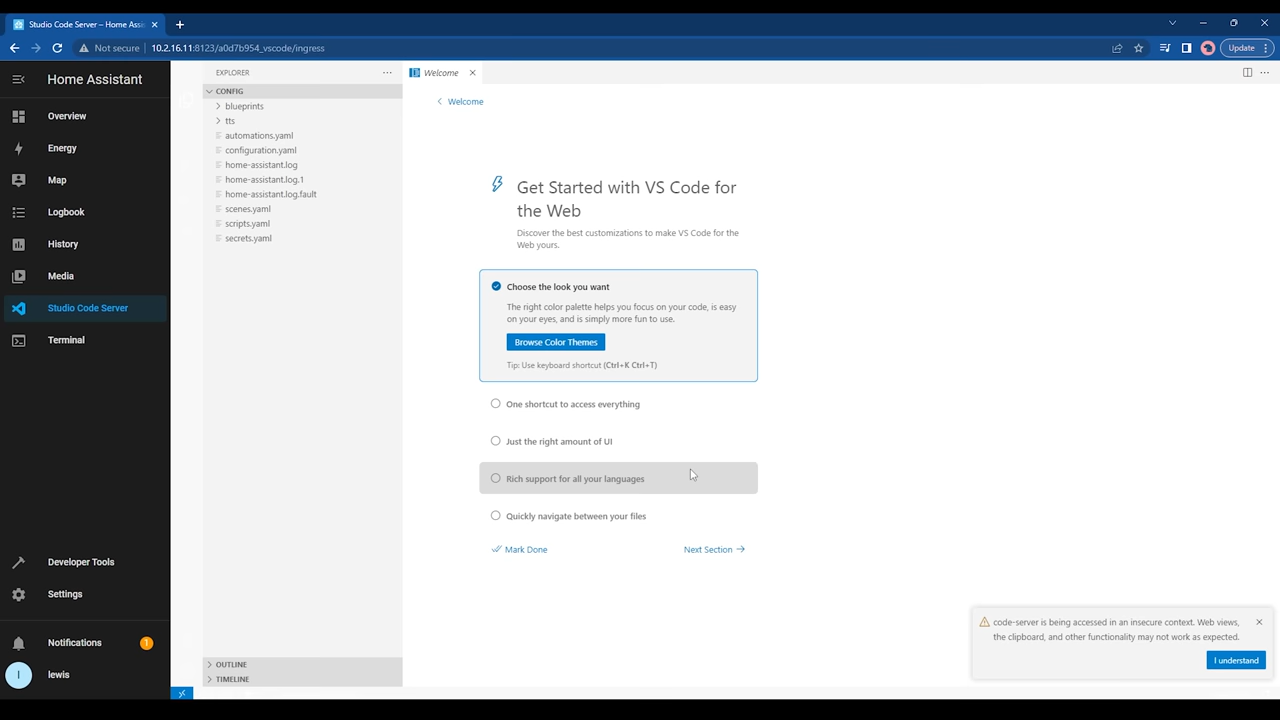 Studio Code Server – Home Assi
Not secure
10.2.16.11:8123/a0d7b954_vscode/ingress
Update
Home Assistant
Overview
Energy
Map
Logbook
History
Media
Studio Code Server
Terminal
Developer Tools
Settings
Notifications
1
l
lewis
EXPLORER
CONFIG
blueprints
tts
automations.yaml
configuration.yaml
home-assistant.log
home-assistant.log.1
home-assistant.log.fault
scenes.yaml
scripts.yaml
secrets.yaml
OUTLINE
TIMELINE
Welcome
Welcome
Get Started with VS Code for
the Web
Discover the best customizations to make VS Code for the
Web yours.
Choose the look you want
The right color palette helps you focus on your code, is easy
on your eyes, and is simply more fun to use.
Browse Color Themes
Tip: Use keyboard shortcut (Ctrl+K Ctrl+T)
One shortcut to access everything
Just the right amount of UI
Rich support for all your languages
Quickly navigate between your files
Mark Done
Next Section
code-server is being accessed in an insecure context. Web views,
the clipboard, and other functionality may not work as expected.
I understand